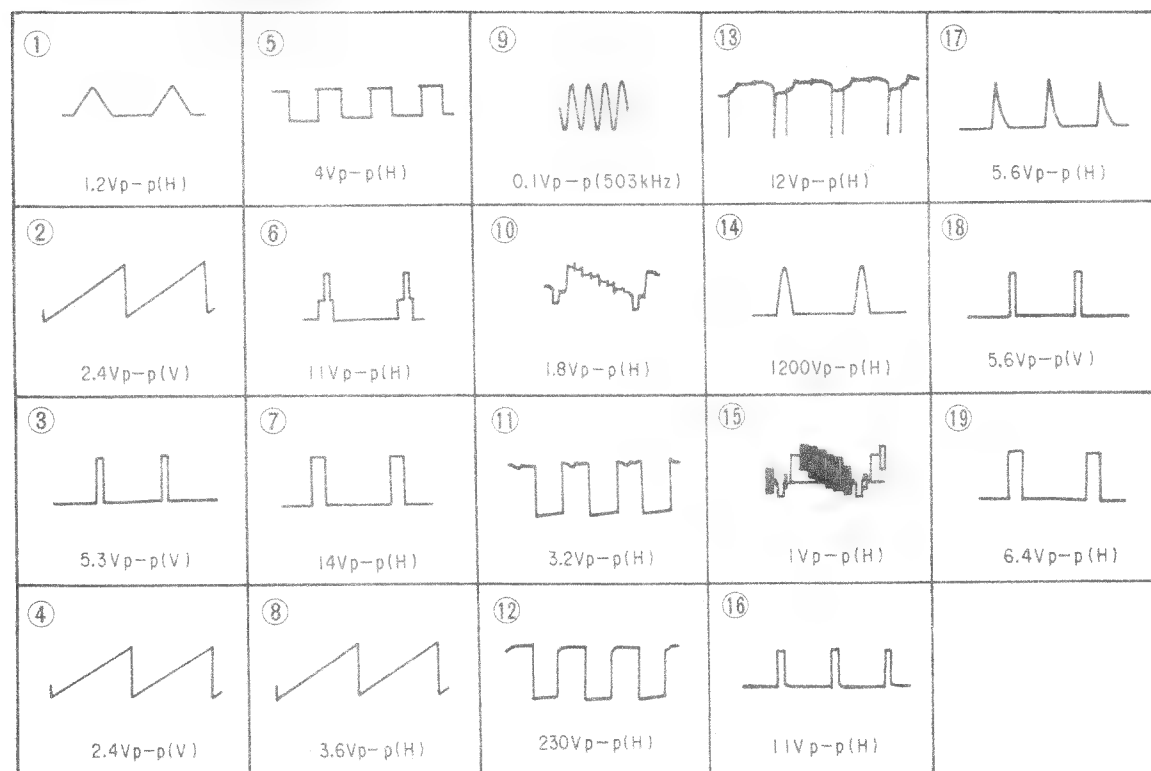 ①
1.2Vp-p(H)
⑤
4Vp-p(H)
⑨
0.1Vp-p(503kHz)
⑬
12Vp-p(H)
⑰
5.6Vp-p(H)
②
2.4Vp-p(V)
⑥
11Vp-p(H)
⑩
1.8Vp-p(H)
⑭
1200Vp-p(H)
⑱
5.6Vp-p(V)
③
5.3Vp-p(V)
⑦
14Vp-p(H)
⑪
3.2Vp-p(H)
⑮
1Vp-p(H)
⑲
6.4Vp-p(H)
④
2.4Vp-p(V)
⑧
3.6Vp-p(H)
⑫
230Vp-p(H)
⑯
11Vp-p(H)